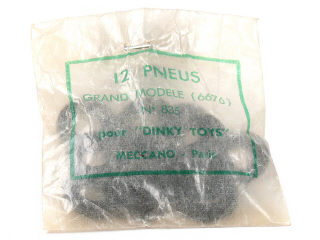 12 PNEUS
GRAND MODELE (6676)
Nº 835
pour "DINKY TOYS"
MECCANO - Paris